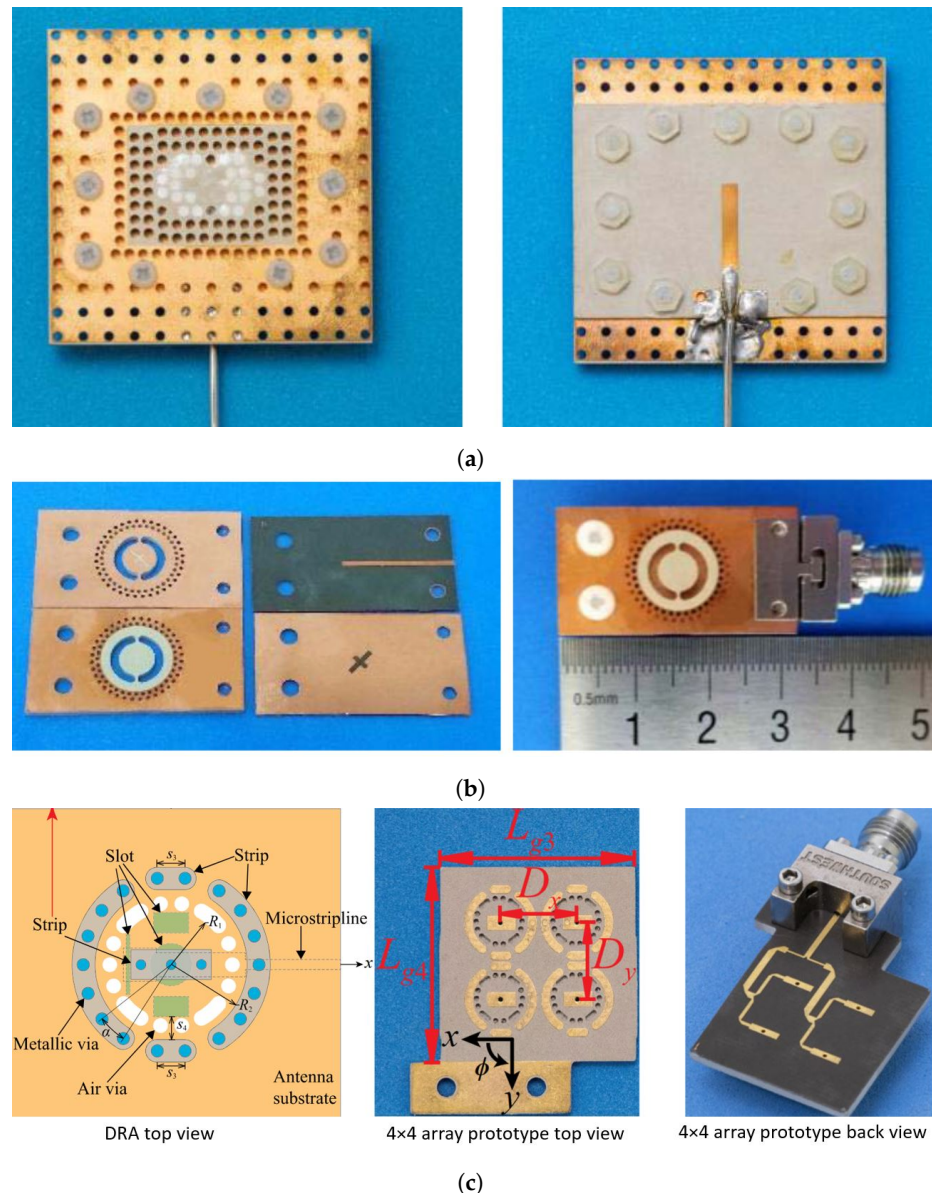 (a)
0.5mm
1 2 3 4 5
(b)
Slot
s3
Strip
Strip
R1
Microstripline
x
R2
α
s4
Metallic via
Air via
s3
Antenna
substrate
DRA top view
Lg3
Dx
Lg4
Dy
x
ϕ
y
4×4 array prototype top view
SOUTHWEST
4×4 array prototype back view
(c)